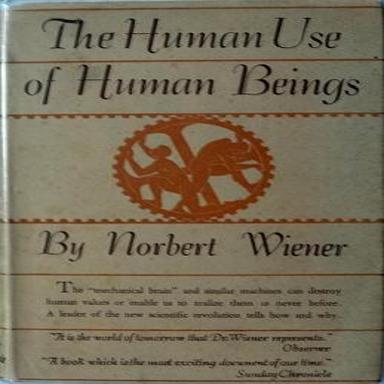 The Human Use
of Human Beings
By Norbert Wiener
The "mechanical brain" and similar machines can destroy
human values or enable us to realize them as never before.
A leader of the new scientific revolution tells how and why.
"It is the world of tomorrow that Dr. Wiener represents."
Observer
"A book which is the most exciting document of our time."
Sunday Chronicle